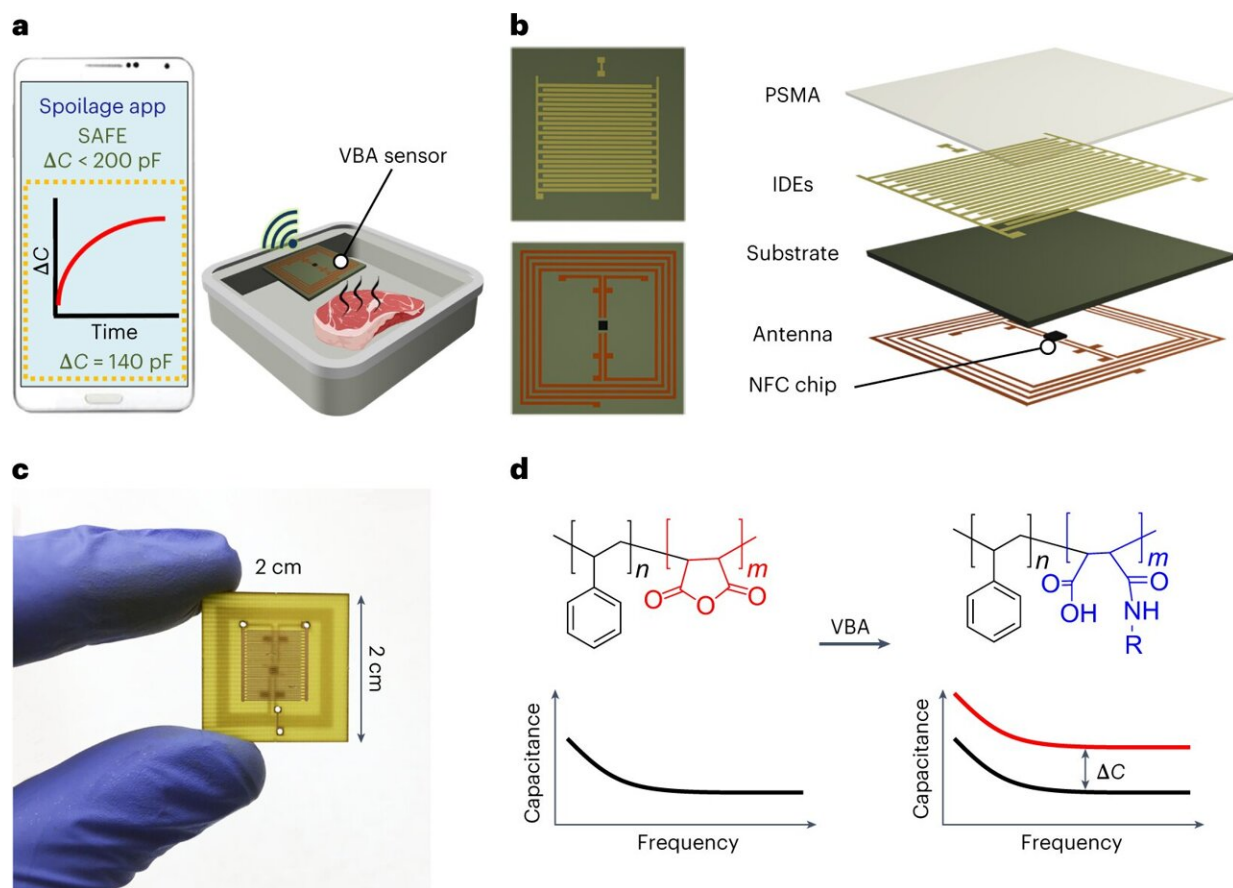 a
Spoilage app
SAFE
ΔC < 200 pF
ΔC
Time
ΔC = 140 pF
VBA sensor
b
PSMA
IDEs
Substrate
Antenna
NFC chip
c
2 cm
2 cm
d
n
m
O
O
O
VBA
n
m
O
OH
O
NH
R
Capacitance
Frequency
Capacitance
ΔC
Frequency